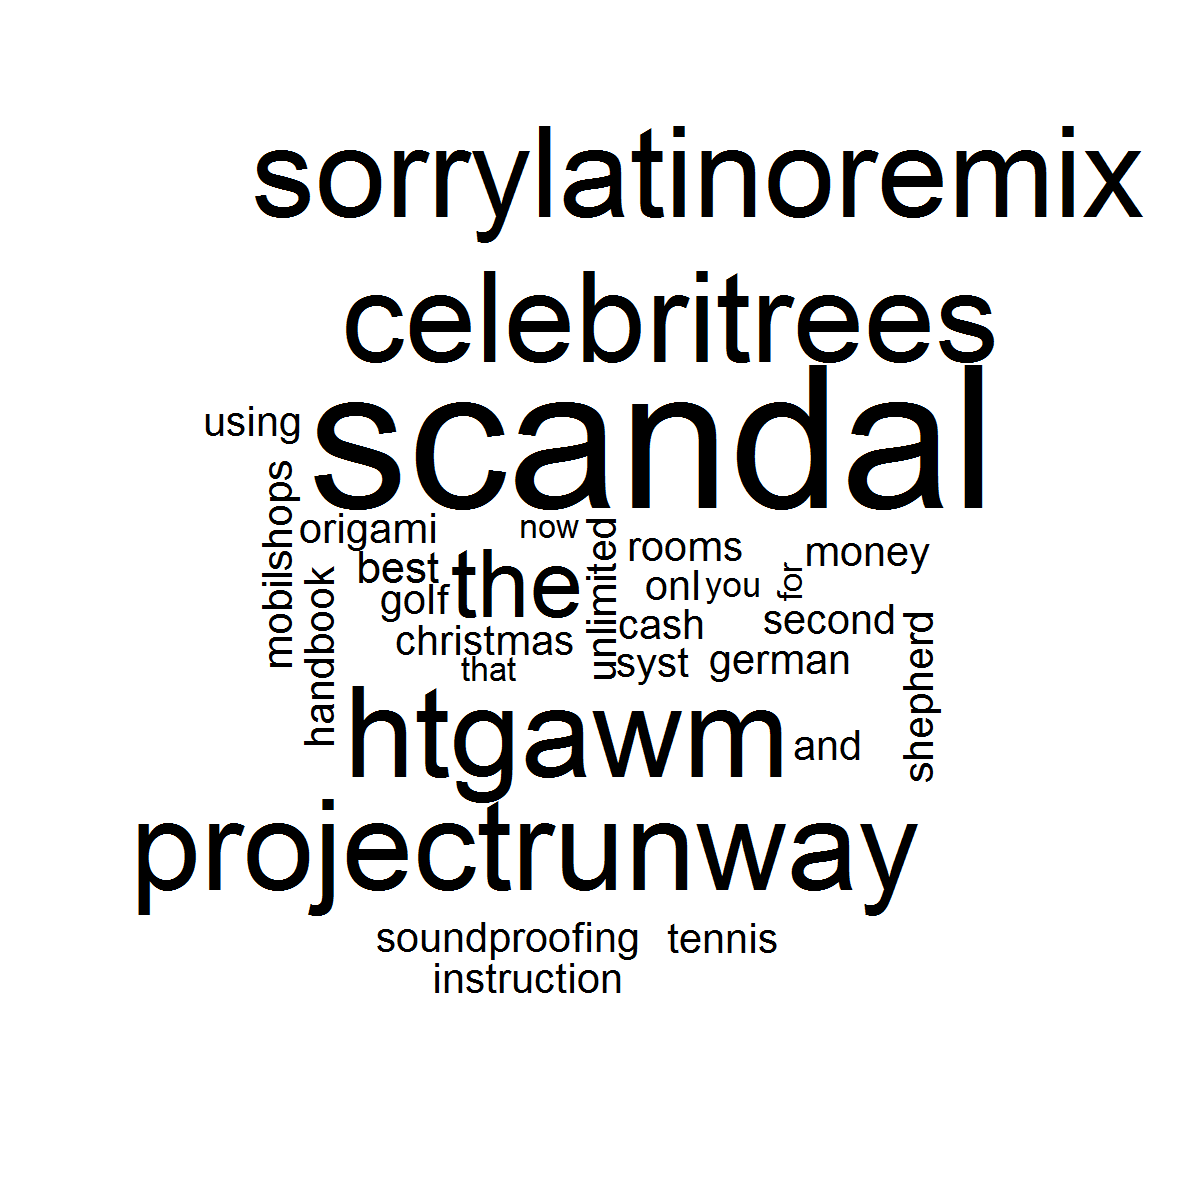 sorrylatinoremix
celebritrees
scandal
using
mobilshops
origami
now
unlimited
rooms
money
best
the
onl
you
for
handbook
golf
cash
second
christmas
that
syst
german
shepherd
htgawm
and
projectrunway
soundproofing
tennis
instruction